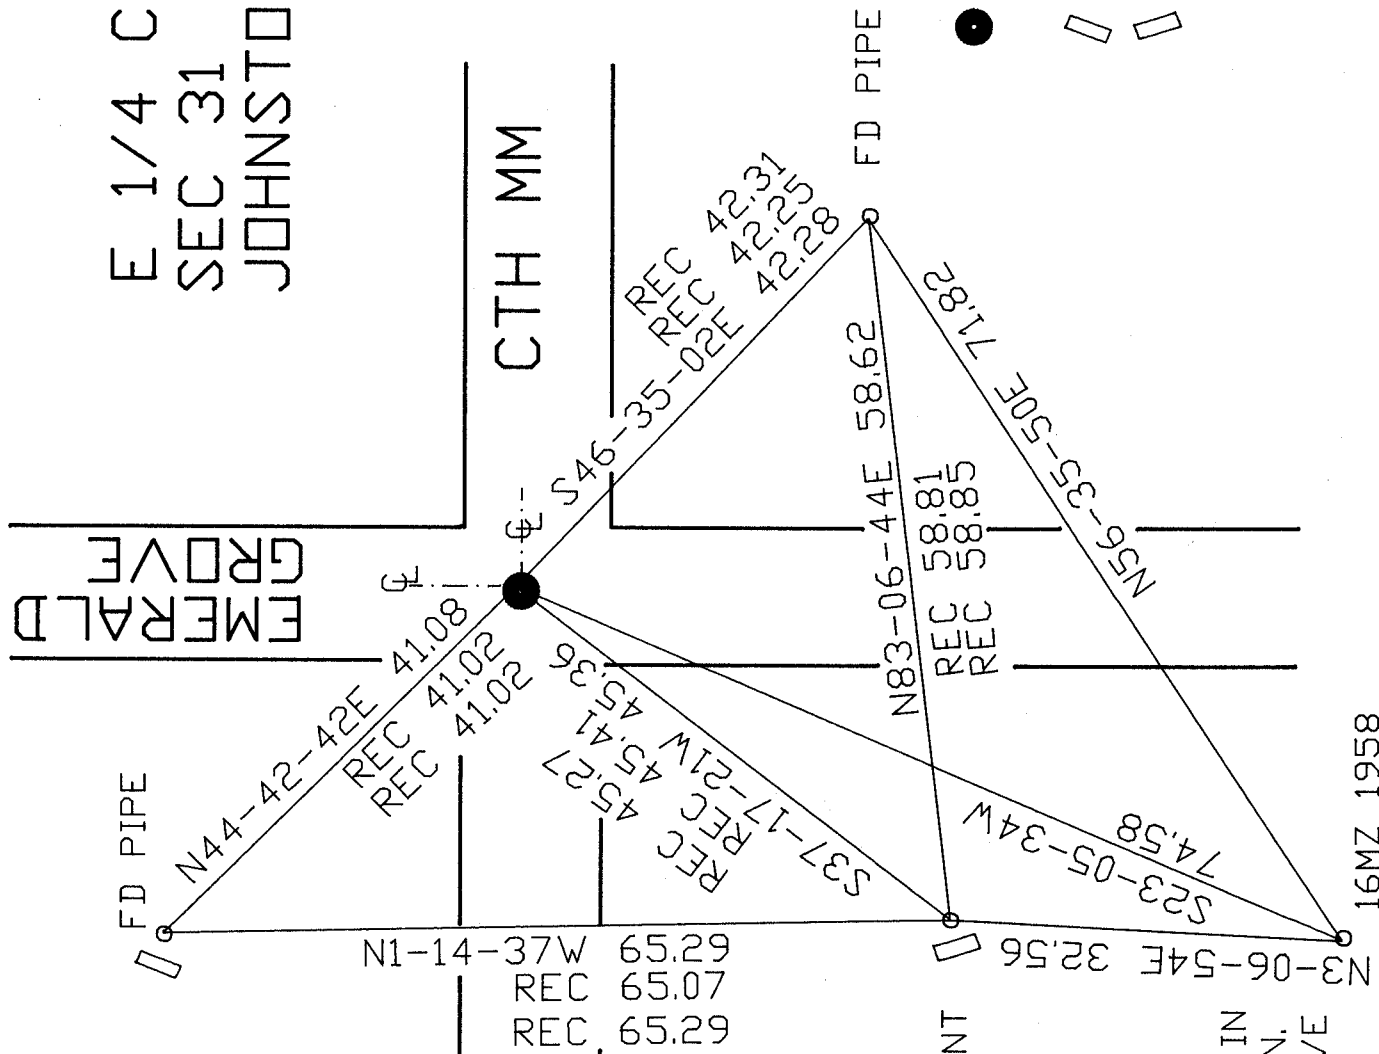 E 1/4 C
SEC 31
JOHNSTO
CTH MM
EMERALD
GROVE
FD PIPE
FD PIPE
REC 42.31
REC 42.25
S46-35-02E 42.28
N44-42-42E 41.08
REC 41.02
REC 41.02
S37-17-21W 45.36
REC 45.41
REC 45.27
S23-05-34W
74.58
N83-06-44E 58.62
REC 58.81
REC 58.85
N56-35-50E 71.82
N1-14-37W 65.29
REC 65.07
REC 65.29
N3-06-54E 32.56
16MZ 1958
NT
IN
N.
VE